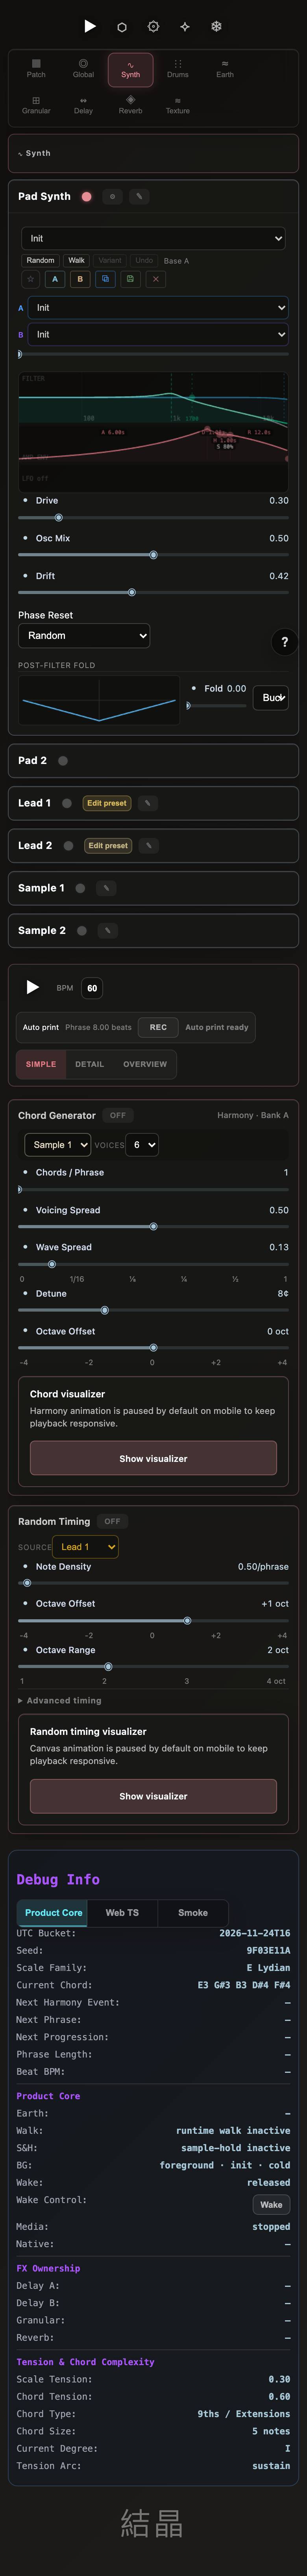 Patch
Global
Synth
Drums
Earth
Granular
Delay
Reverb
Texture
Synth
Pad Synth
Init
Random Walk Variant Undo Base A
A B
A Init
B Init
FILTER
100 1k
A 6.00s R 12.0s
S 80%
LFO off
Drive 0.30
Osc Mix 0.50
Drift 0.42
Phase Reset
Random
?
POST-FILTER FOLD
Fold 0.00
Pad 2
Lead 1 Edit preset
Lead 2 Edit preset
Sample 1
Sample 2
BPM 60
Auto print Phrase 8.00 beats REC Auto print ready
SIMPLE DETAIL OVERVIEW
Chord Generator OFF Harmony · Bank A
Sample 1 VOICES 6
Chords / Phrase 1
Voicing Spread 0.50
Wave Spread 0.13
0 1/16 ⅛ ¼ ½ 1
Detune 8¢
Octave Offset 0 oct
-4 -2 0 +2 +4
Chord visualizer
Harmony animation is paused by default on mobile to keep
playback responsive.
Show visualizer
Random Timing OFF
SOURCE Lead 1
Note Density 0.50/phrase
Octave Offset +1 oct
-4 -2 0 +2 +4
Octave Range 2 oct
1 2 3 4 oct
▶ Advanced timing
Random timing visualizer
Canvas animation is paused by default on mobile to keep
playback responsive.
Show visualizer
Debug Info
Product Core Web TS Smoke
UTC Bucket: 2026-11-24T16
Seed: 9F03E11A
Scale Family: E Lydian
Current Chord: E3 G#3 B3 D#4 F#4
Next Harmony Event: —
Next Phrase: —
Next Progression: —
Phrase Length: —
Beat BPM: —
Product Core
Earth: —
Walk: runtime walk inactive
S&H: sample-hold inactive
BG: foreground · init · cold
Wake: released
Wake Control: Wake
Media: stopped
Native: —
FX Ownership
Delay A: —
Delay B: —
Granular: —
Reverb: —
Tension & Chord Complexity
Scale Tension: 0.30
Chord Tension: 0.60
Chord Type: 9ths / Extensions
Chord Size: 5 notes
Current Degree: I
Tension Arc: sustain
結晶